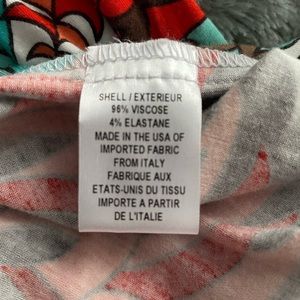 SHELL / EXTERIEUR
96% VISCOSE
4% ELASTANE
MADE IN THE USA OF
IMPORTED FABRIC
FROM ITALY
FABRIQUE AUX
ETATS-UNIS DU TISSU
IMPORTE A PARTIR
DE L'ITALIE